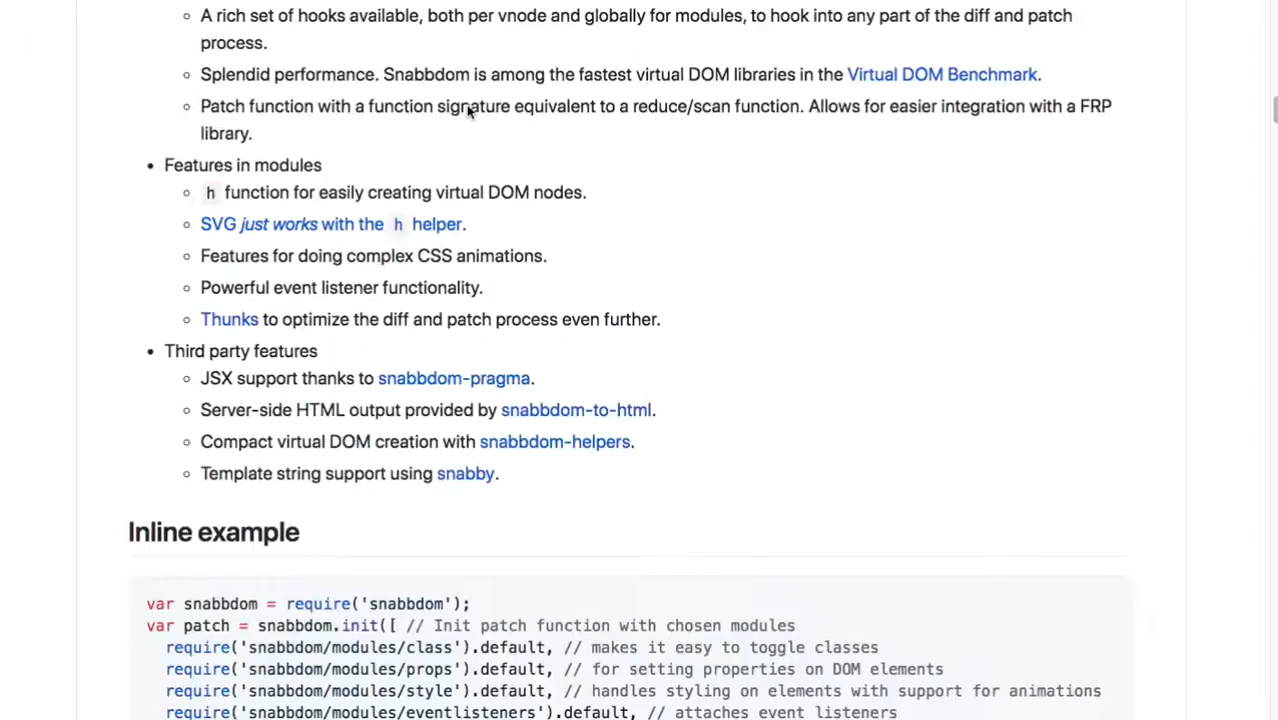 A rich set of hooks available, both per vnode and globally for modules, to hook into any part of the diff and patch
process.
Splendid performance. Snabbdom is among the fastest virtual DOM libraries in the Virtual DOM Benchmark.
Patch function with a function signature equivalent to a reduce/scan function. Allows for easier integration with a FRP
library.
Features in modules
h function for easily creating virtual DOM nodes.
SVG just works with the h helper.
Features for doing complex CSS animations.
Powerful event listener functionality.
Thunks to optimize the diff and patch process even further.
Third party features
JSX support thanks to snabbdom-pragma.
Server-side HTML output provided by snabbdom-to-html.
Compact virtual DOM creation with snabbdom-helpers.
Template string support using snabby.
Inline example
var snabbdom = require('snabbdom');
var patch = snabbdom.init([ // Init patch function with chosen modules
  require('snabbdom/modules/class').default, // makes it easy to toggle classes
  require('snabbdom/modules/props').default, // for setting properties on DOM elements
  require('snabbdom/modules/style').default, // handles styling on elements with support for animations
  require('snabbdom/modules/eventlisteners').default, // attaches event listeners